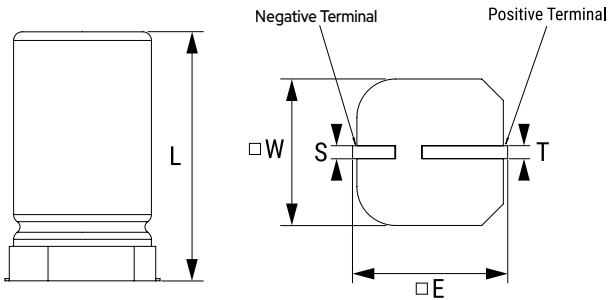 Negative Terminal
Positive Terminal
L
□ W
S
T
□ E